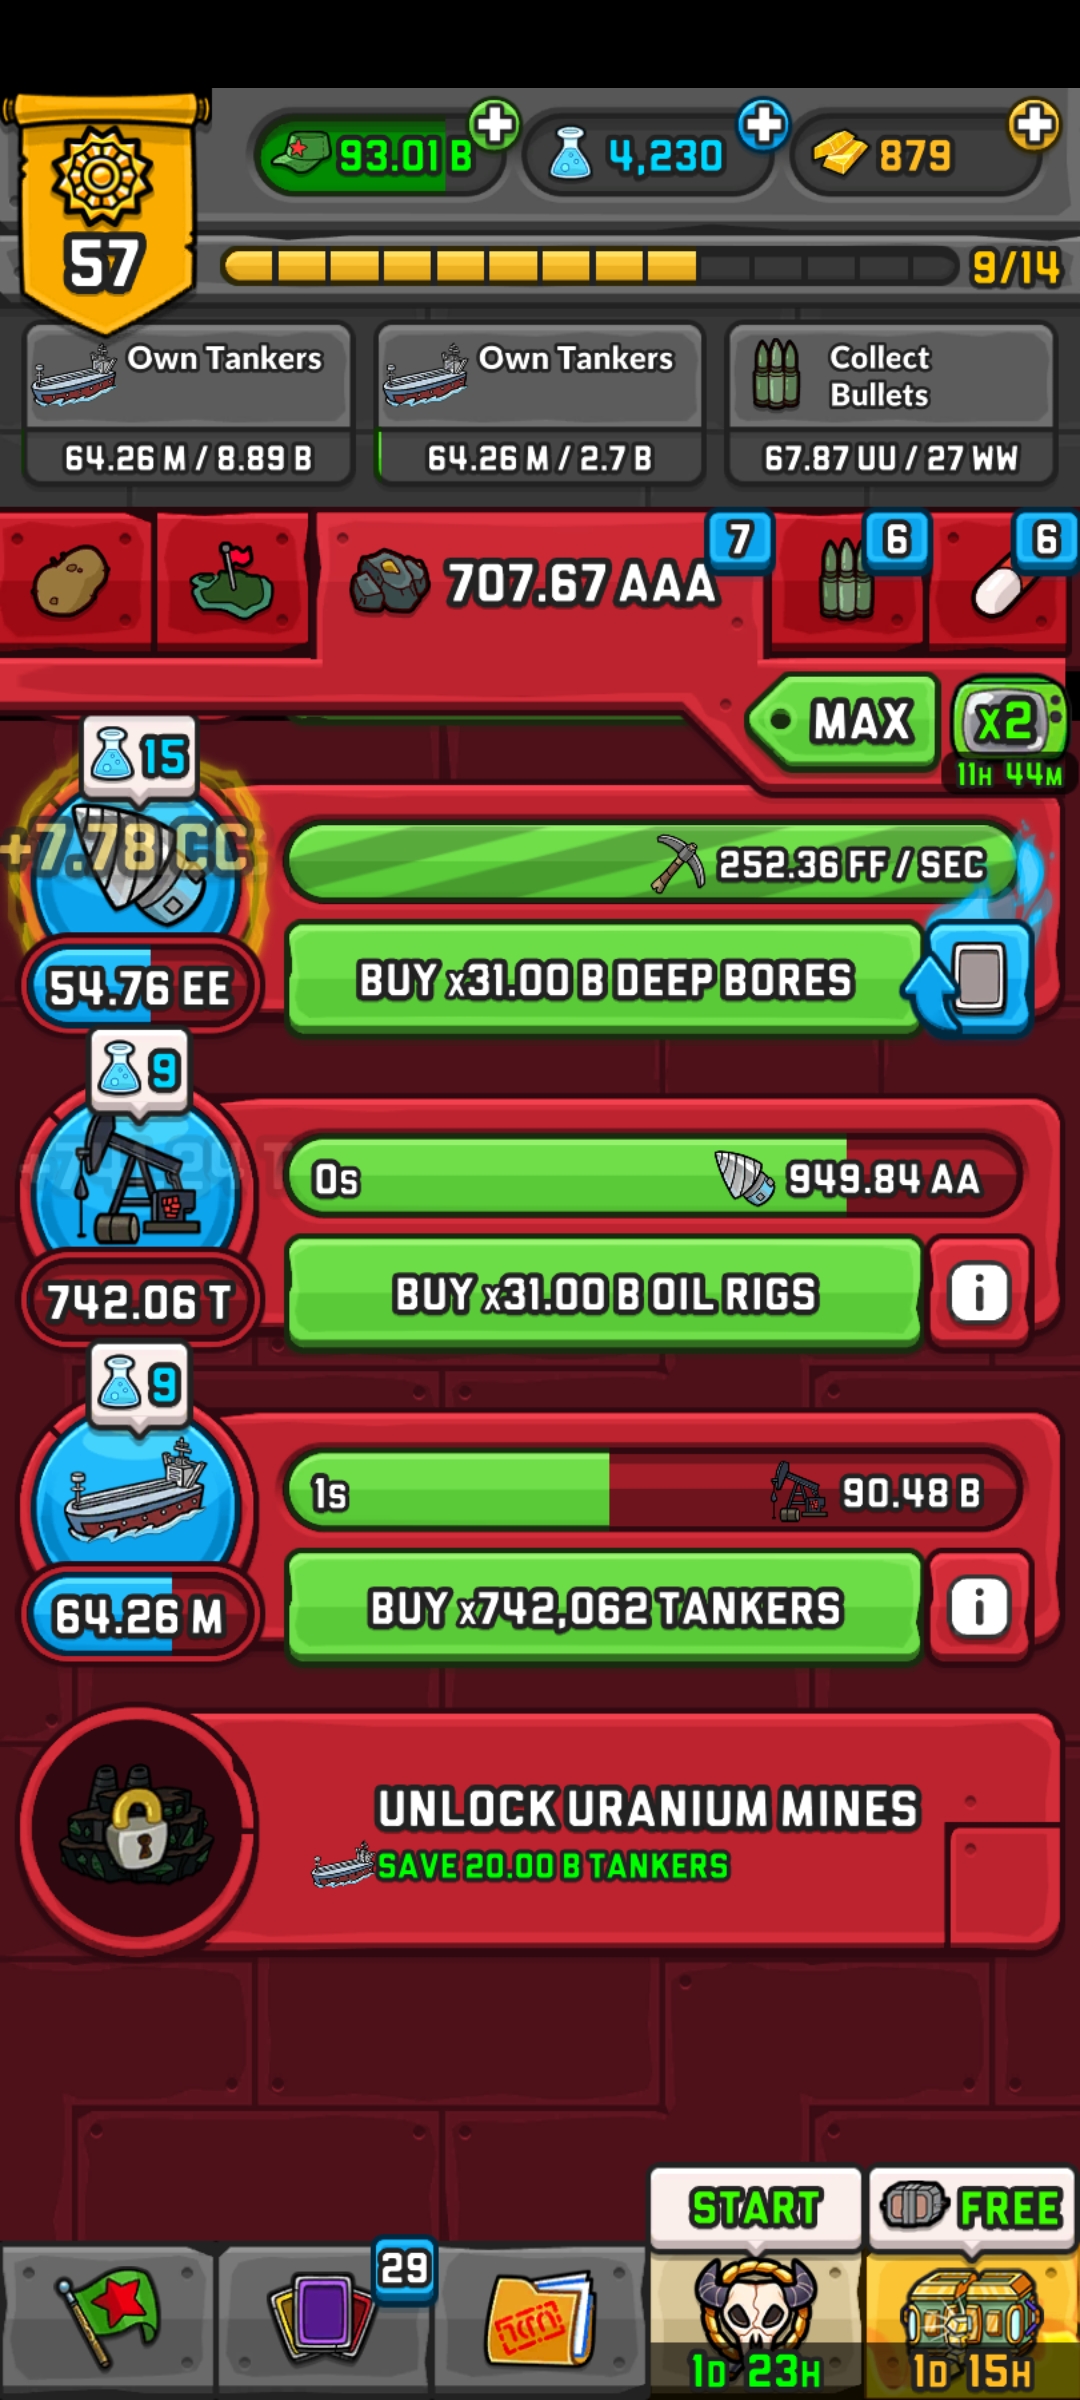 93.01 B
4,230
879
57
9/14
Own Tankers
64.26 M / 8.89 B
Own Tankers
64.26 M / 2.7 B
Collect
Bullets
67.87 UU / 27 WW
707.67 AAA
7
6
6
MAX
x2
11H 44M
15
+7.78 CC
252.36 FF / SEC
54.76 EE
BUY x31.00 B DEEP BORES
9
0s
949.84 AA
742.06 T
BUY x31.00 B OIL RIGS
i
9
1s
90.48 B
64.26 M
BUY x742,062 TANKERS
i
UNLOCK URANIUM MINES
SAVE 20.00 B TANKERS
START
FREE
29
1D 23H
1D 15H